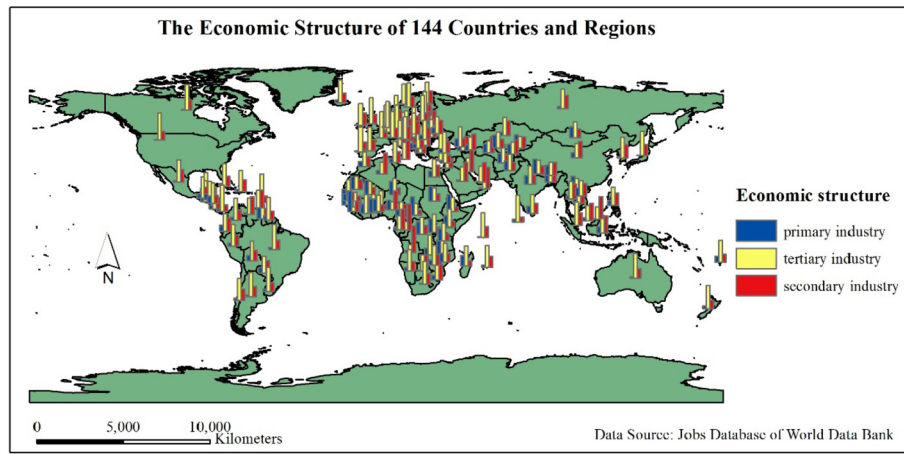 The Economic Structure of 144 Countries and Regions
Economic structure
primary industry
tertiary industry
secondary industry
N
0 5,000 10,000
Kilometers
Data Source: Jobs Database of World Data Bank